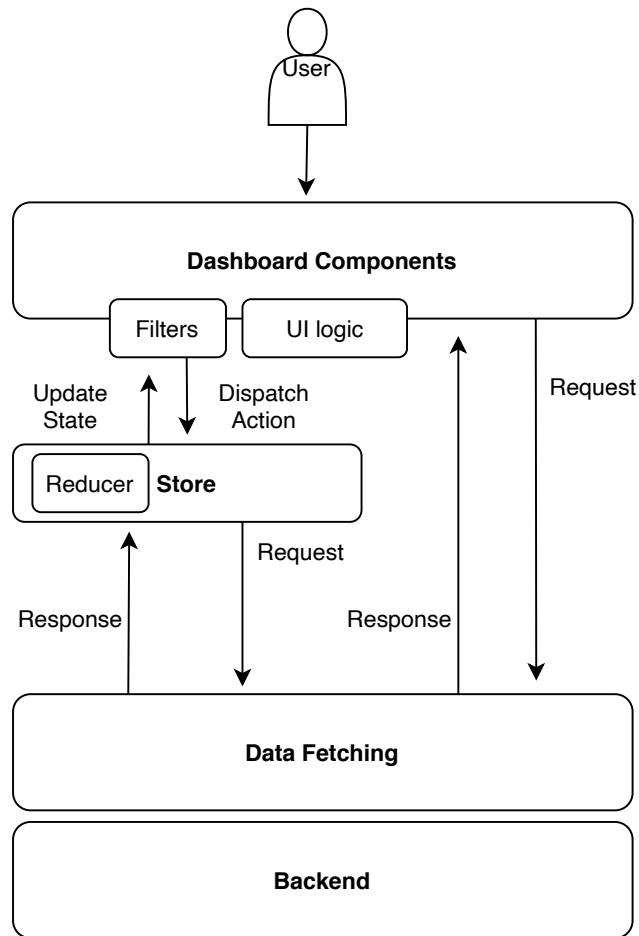 User
Dashboard Components
Filters
UI logic
Update
State
Dispatch
Action
Request
Reducer
Store
Request
Response
Response
Data Fetching
Backend